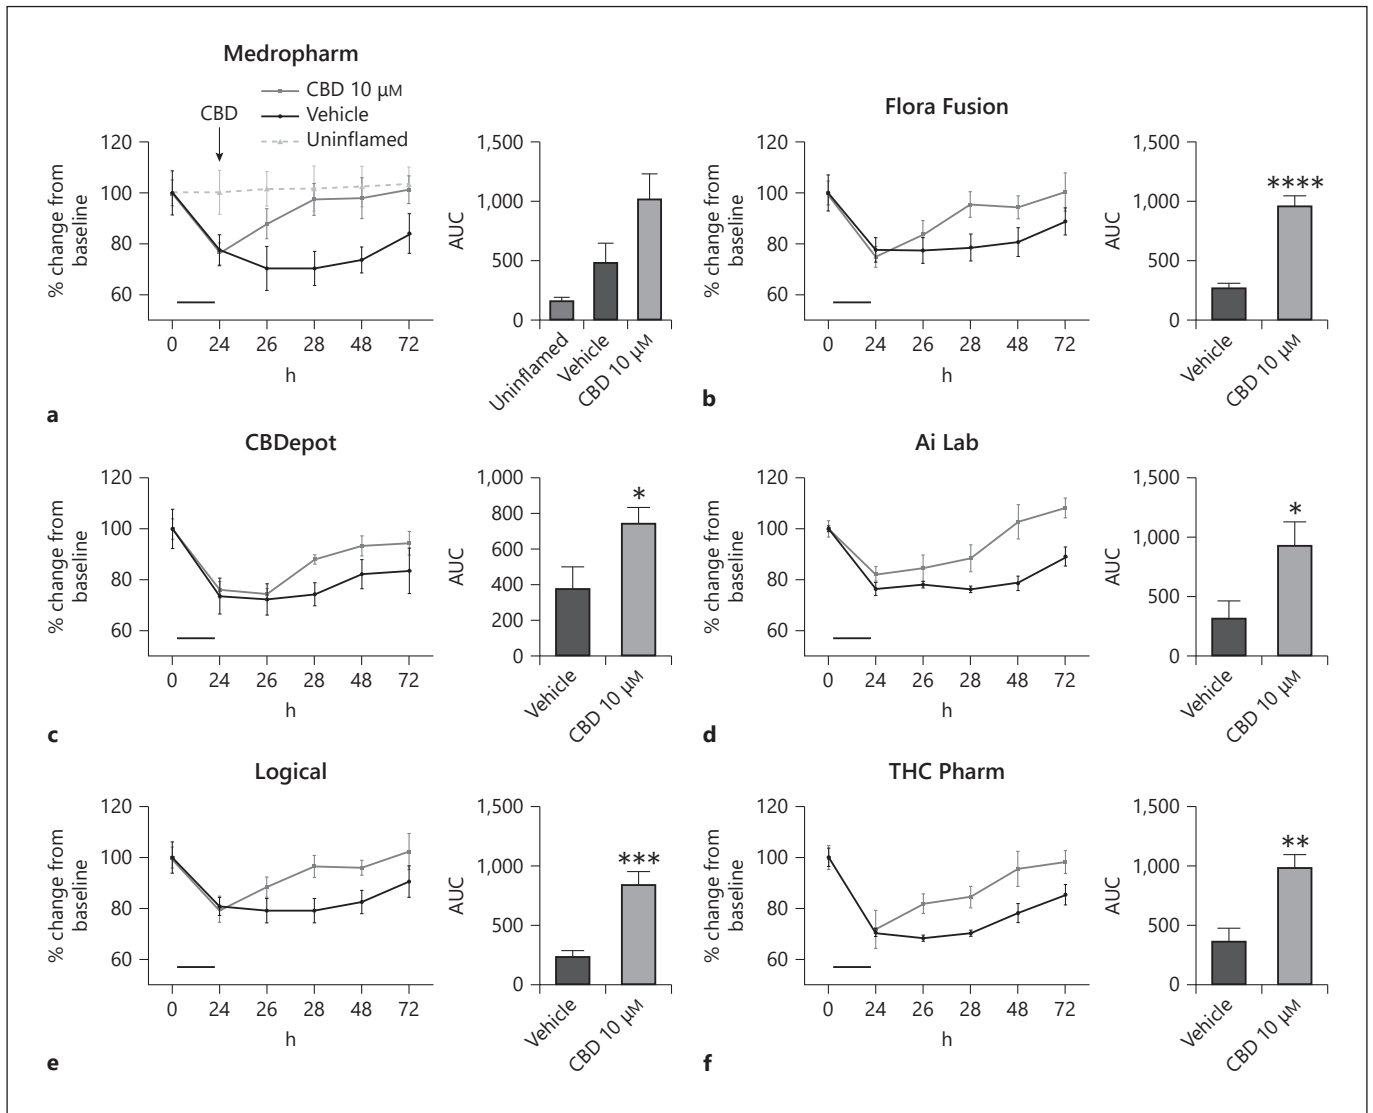 Medropharm
CBD 10 µM
Vehicle
Uninflamed
CBD
% change from
baseline
120
100
80
60
0 24 26 28 48 72
h
AUC
1,500
1,000
500
0
Uninflamed
Vehicle
CBD 10 µM
a
Flora Fusion
% change from
baseline
120
100
80
60
0 24 26 28 48 72
h
AUC
1,500
1,000
500
0
****
Vehicle
CBD 10 µM
b
CBDepot
% change from
baseline
120
100
80
60
0 24 26 28 48 72
h
AUC
1,000
800
600
400
200
0
*
Vehicle
CBD 10 µM
c
Ai Lab
% change from
baseline
120
100
80
60
0 24 26 28 48 72
h
AUC
1,500
1,000
500
0
*
Vehicle
CBD 10 µM
d
Logical
% change from
baseline
120
100
80
60
0 24 26 28 48 72
h
AUC
1,500
1,000
500
0
***
Vehicle
CBD 10 µM
e
THC Pharm
% change from
baseline
120
100
80
60
0 24 26 28 48 72
h
AUC
1,500
1,000
500
0
**
Vehicle
CBD 10 µM
f